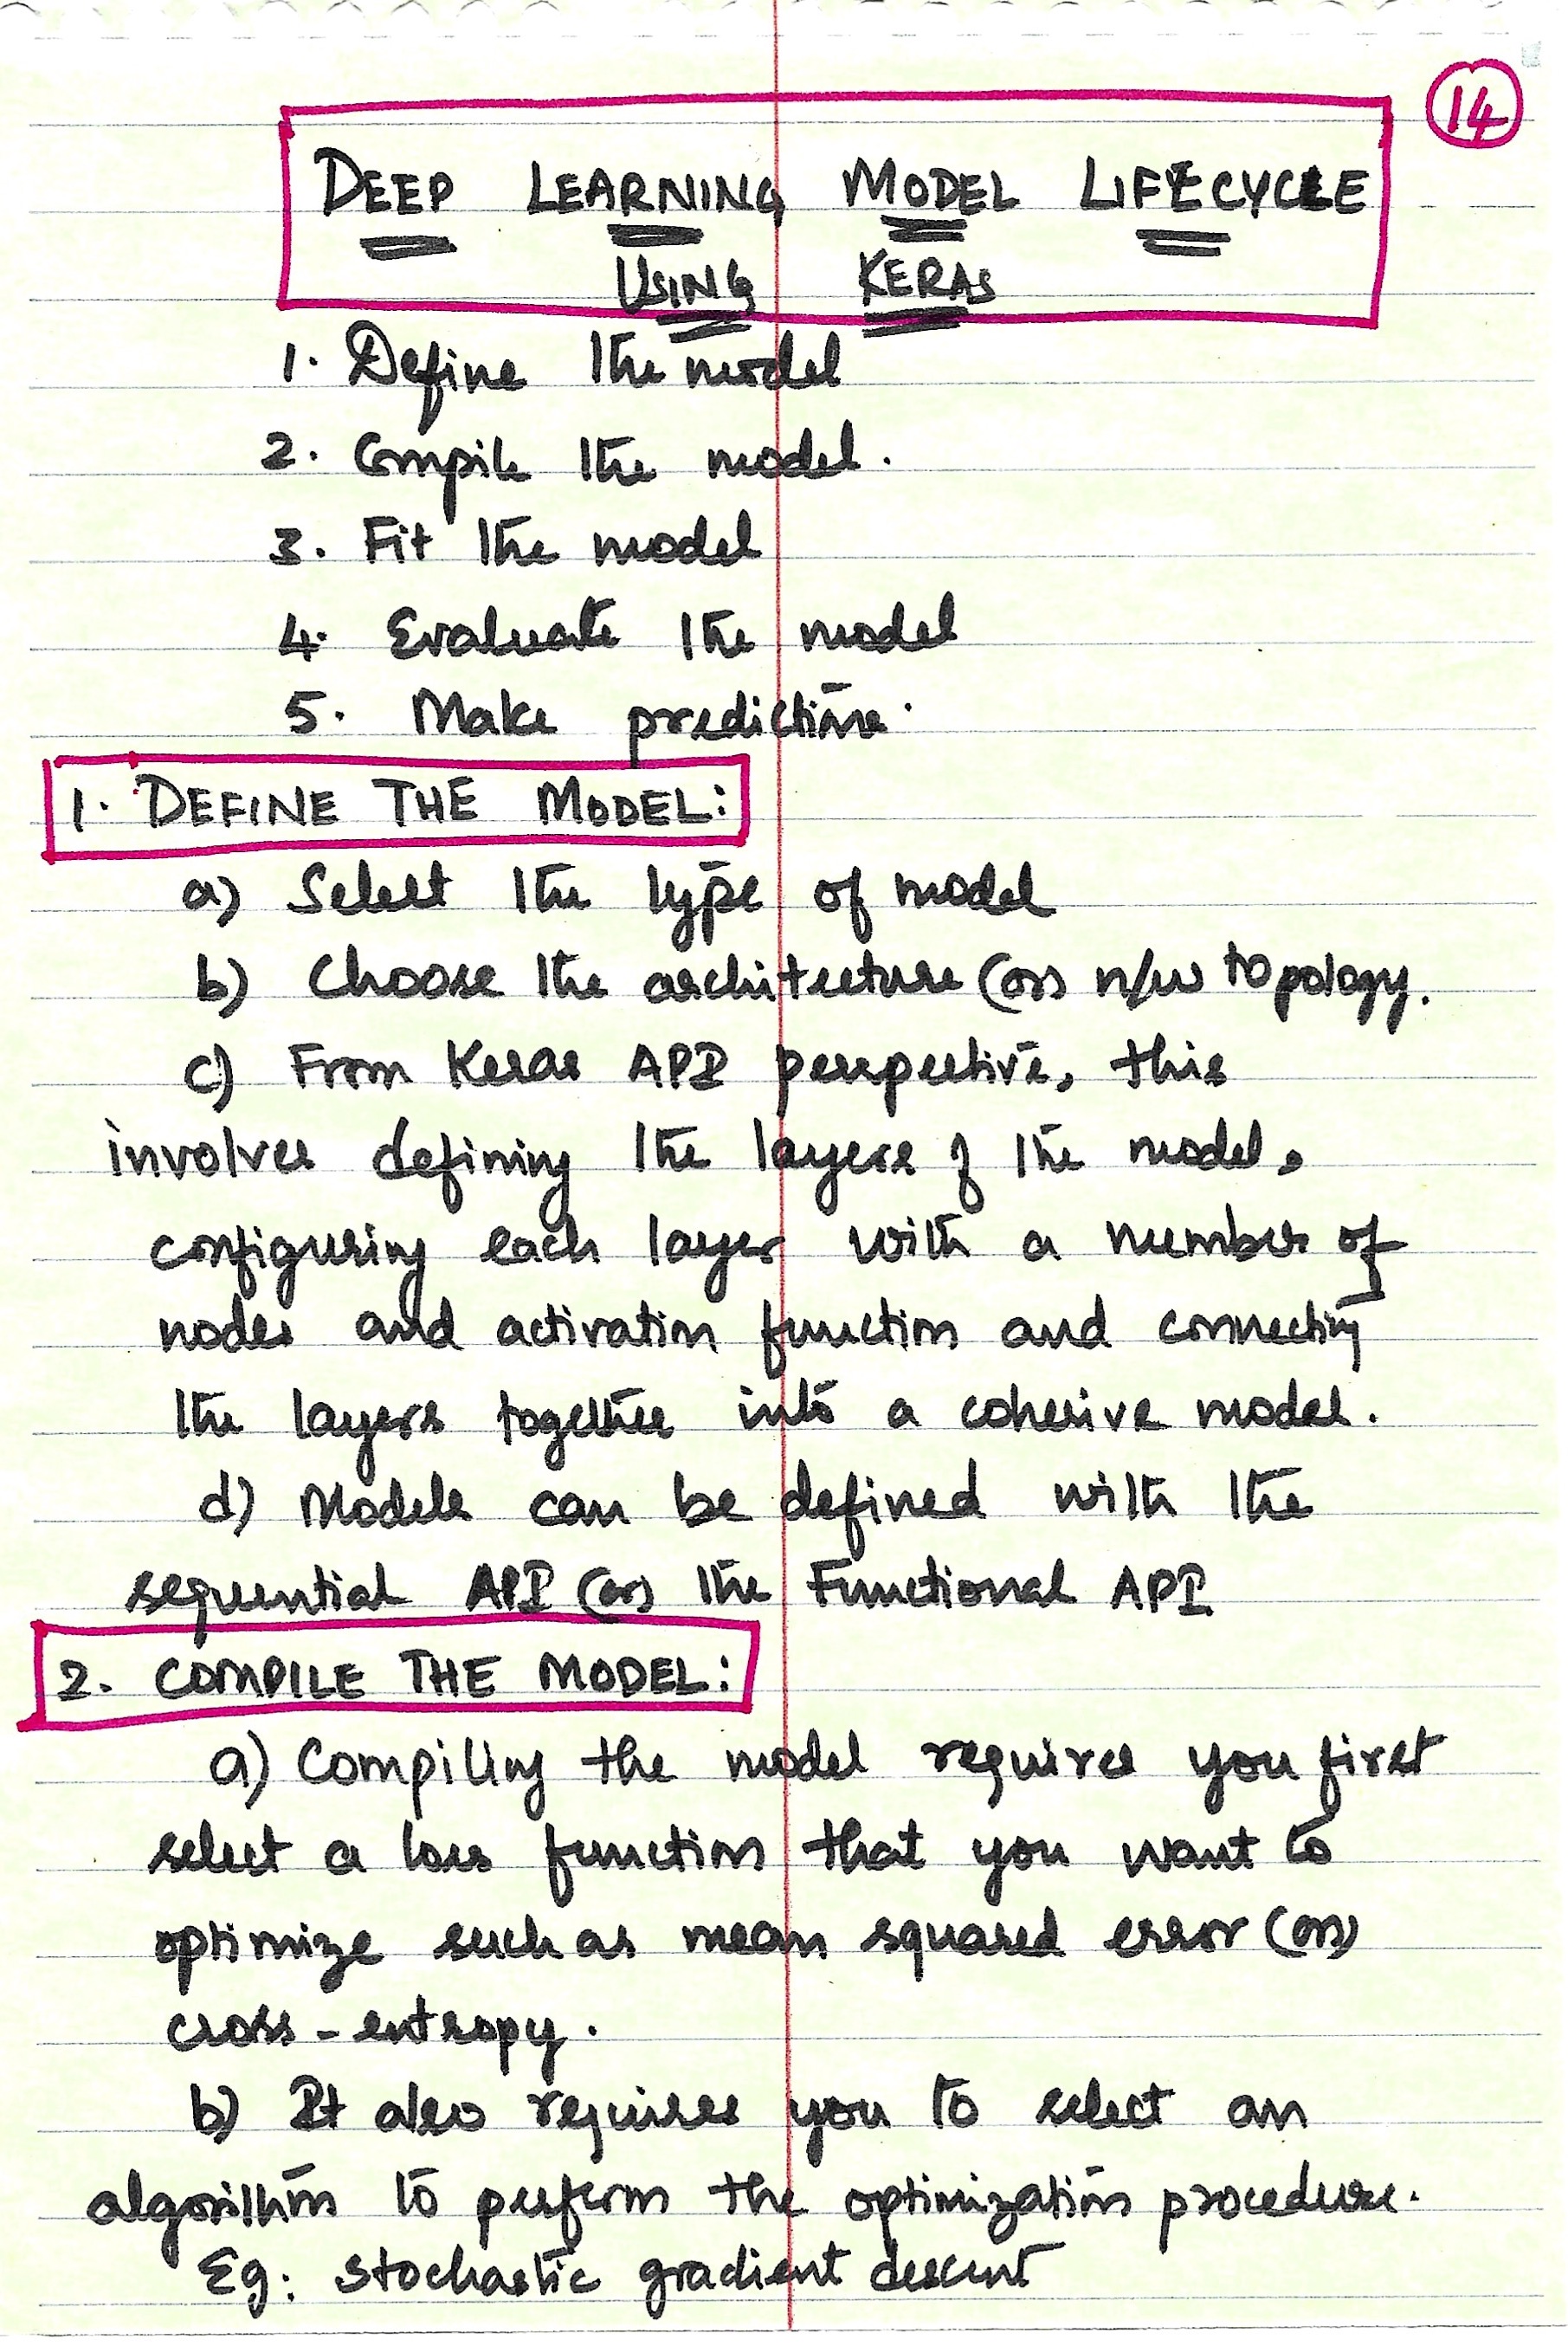 14
DEEP LEARNING MODEL LIFECYCLE
USING KERAS
1. Define the model
2. Compile the model.
3. Fit the model
4. Evaluate the model
5. Make predictions.
1. DEFINE THE MODEL:
a) Select the type of model
b) Choose the architecture (or) n/w topology.
c) From Keras API perspective, this
involves defining the layers of the model,
configuring each layer with a number of
nodes and activation function and connecting
the layers together into a cohesive model.
d) Models can be defined with the
sequential API (or) the Functional API
2. COMPILE THE MODEL:
a) Compiling the model requires you first
select a loss function that you want to
optimize such as mean squared error (or)
cross-entropy.
b) It also requires you to select an
algorithm to perform the optimization procedure.
Eg: stochastic gradient descent